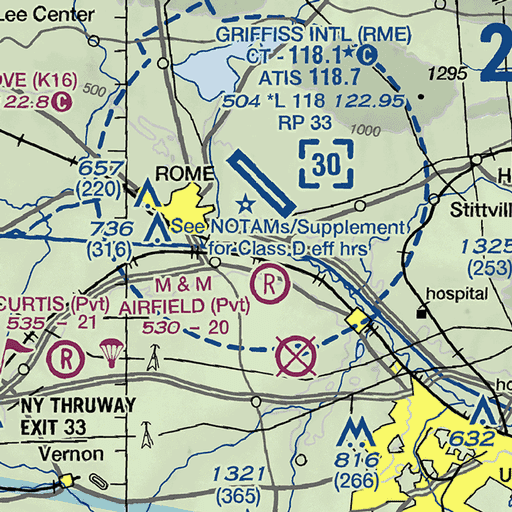 Lee Center
GRIFFISS INTL (RME)
CT - 118.1 * C
ATIS 118.7
504 *L 118 122.95
RP 33
1295
2
OVE (K16)
22.8 C
500
1000
30
657
(220)
ROME
736
(316)
See NOTAMs/Supplement
for Class D eff hrs
H
Stittvill
1325
(253)
hospital
M & M
AIRFIELD (Pvt)
530 - 20
R
CURTIS (Pvt)
535 - 21
R
NY THRUWAY
EXIT 33
Vernon
1321
(365)
816
(266)
632
ho
U